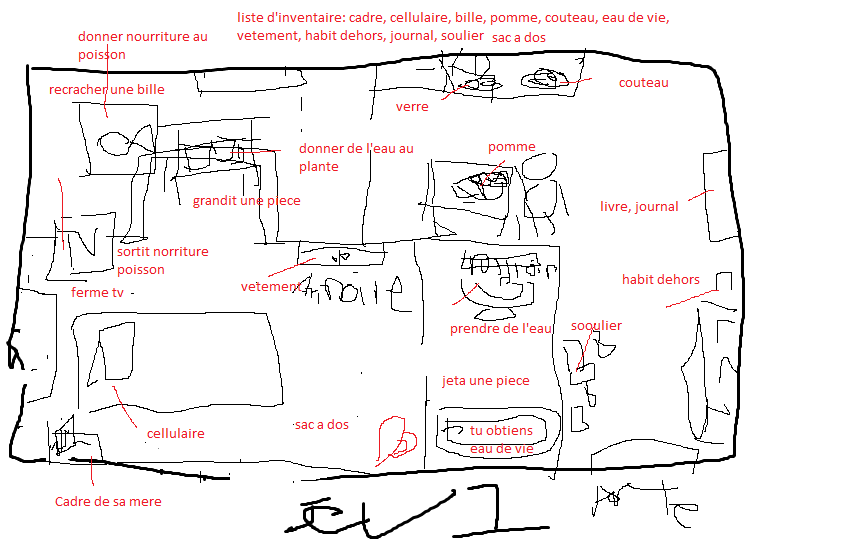 liste d'inventaire: cadre, cellulaire, bille, pomme, couteau, eau de vie,
vetement, habit dehors, journal, soulier sac a dos
donner nourriture au
poisson
recracher une bille
couteau
verre
donner de l'eau au
plante
pomme
grandit une piece
livre, journal
sortit norriture
poisson
ferme tv
vetement
habit dehors
prendre de l'eau
sooulier
jeta une piece
cellulaire
sac a dos
tu obtiens
eau de vie
Cadre de sa mere
porte